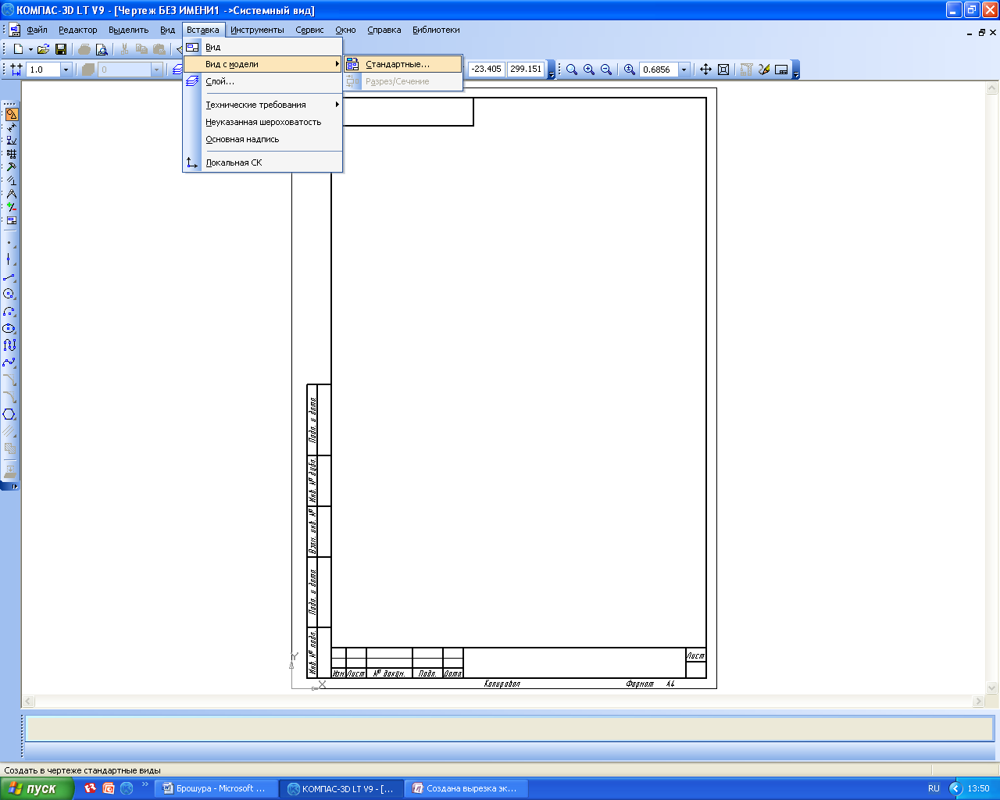 КОМПАС-3D LT V9 - [Чертеж БЕЗ ИМЕНИ1 ->Системный вид]
Файл Редактор Выделить Вид Вставка Инструменты Сервис Окно Справка Библиотеки
Вид
Вид с модели
Стандартные...
Слой...
Разрез/Сечение
Технические требования
Неуказанная шероховатость
Основная надпись
Локальная СК
1.0
0
-23.405 299.151
0.6856
Подп. и дата
Инв. № дубл.
Взам. инв. №
Подп. и дата
Инв. № подл.
Y
X
Изм. Лист № докум. Подп. Дата
Лист
Копировал
Формат А4
Создать в чертеже стандартные виды
пуск
»
Брошура - Microsoft ...
КОМПАС-3D LT V9 - [...
Создана вырезка эк...
RU
13:50